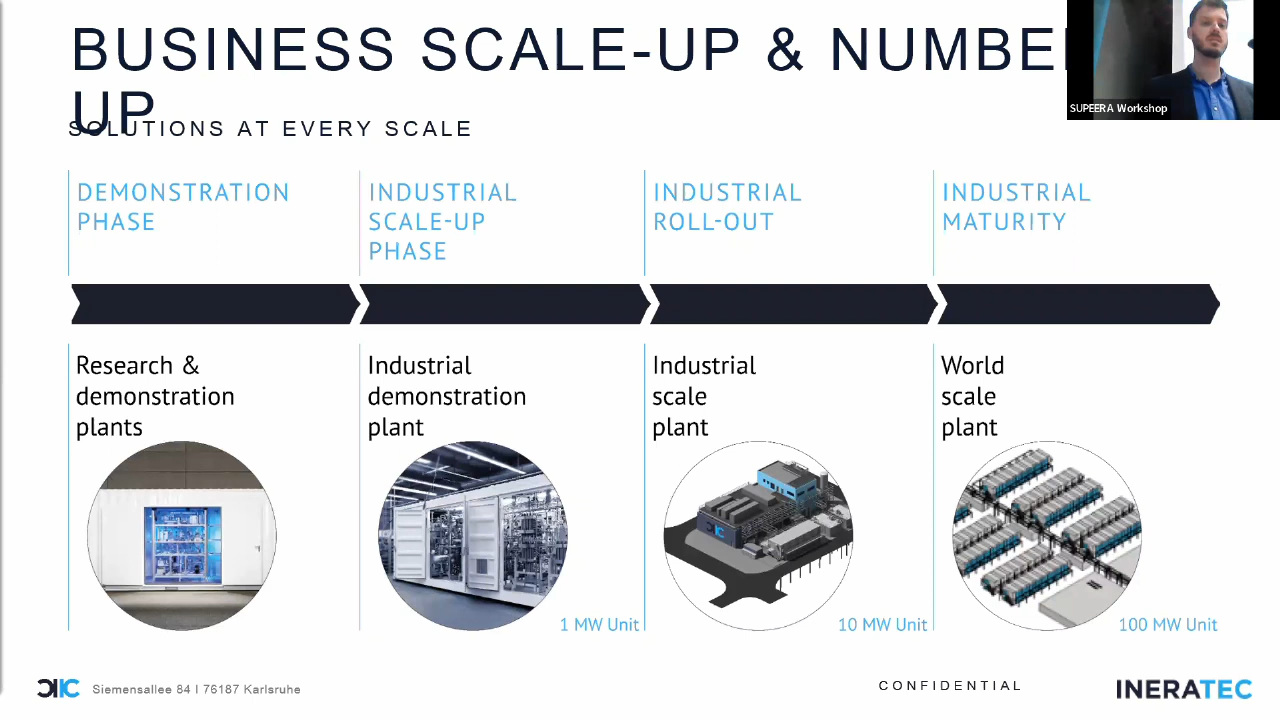 BUSINESS SCALE-UP & NUMBE
UP
SOLUTIONS AT EVERY SCALE
SUPEERA Workshop
DEMONSTRATION
PHASE
INDUSTRIAL
SCALE-UP
PHASE
INDUSTRIAL
ROLL-OUT
INDUSTRIAL
MATURITY
Research &
demonstration
plants
Industrial
demonstration
plant
1 MW Unit
Industrial
scale
plant
10 MW Unit
World
scale
plant
100 MW Unit
Siemensallee 84 I 76187 Karlsruhe
CONFIDENTIAL
INERATEC